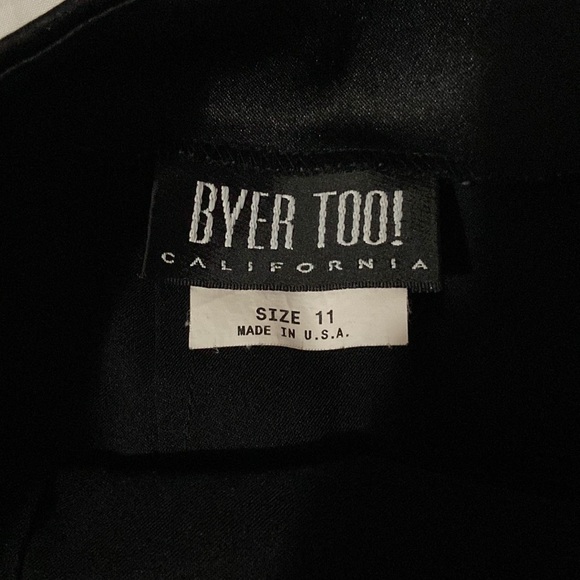 BYER TOO!
CALIFORNIA
SIZE 11
MADE IN U.S.A.